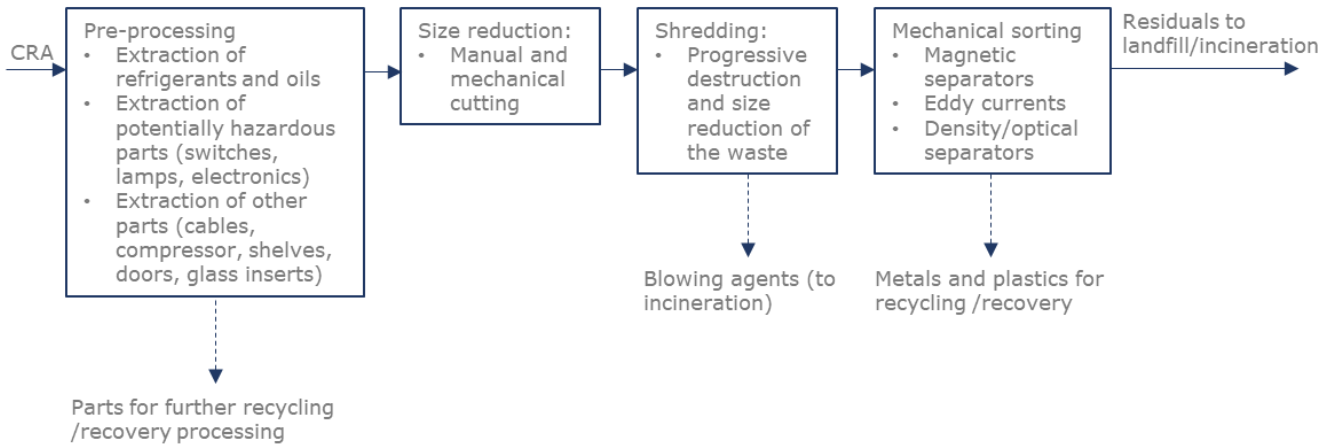 CRA
Pre-processing
• Extraction of
refrigerants and oils
• Extraction of
potentially hazardous
parts (switches,
lamps, electronics)
• Extraction of other
parts (cables,
compressor, shelves,
doors, glass inserts)
Parts for further recycling
/recovery processing
Size reduction:
• Manual and
mechanical
cutting
Shredding:
• Progressive
destruction
and size
reduction of
the waste
Blowing agents (to
incineration)
Mechanical sorting
• Magnetic
separators
• Eddy currents
• Density/optical
separators
Metals and plastics for
recycling /recovery
Residuals to
landfill/incineration